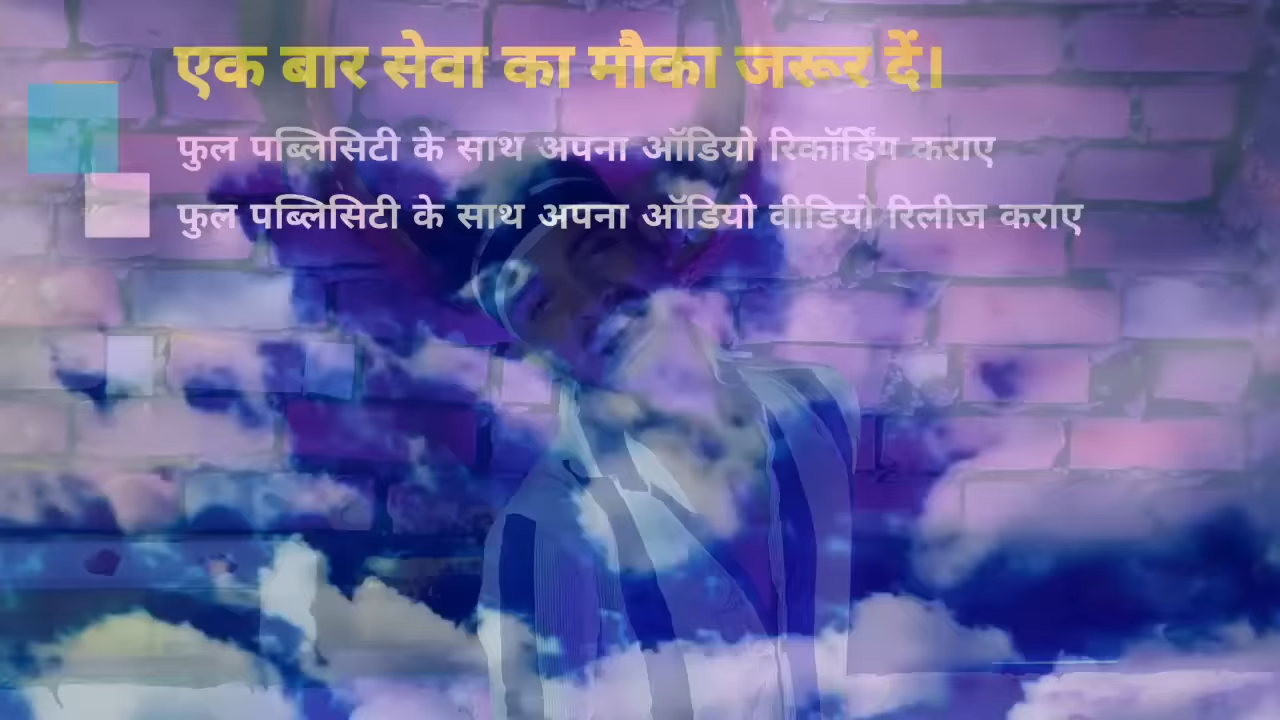 एक बार सेवा का मौका जरूर दें।
फुल पब्लिसिटी के साथ अपना ऑडियो रिकॉर्डिंग कराए
फुल पब्लिसिटी के साथ अपना ऑडियो वीडियो रिलीज कराए